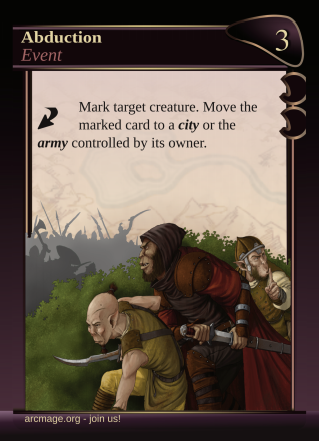 Abduction
Event
3
Mark target creature. Move the
marked card to a city or the
army controlled by its owner.
arcmage.org - join us!